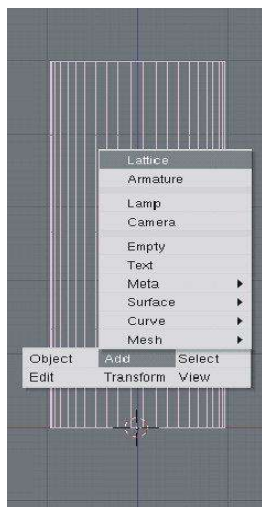 Lattice
Armature
Lamp
Camera
Empty
Text
Meta
Surface
Curve
Mesh
Object Add Select
Edit Transform View